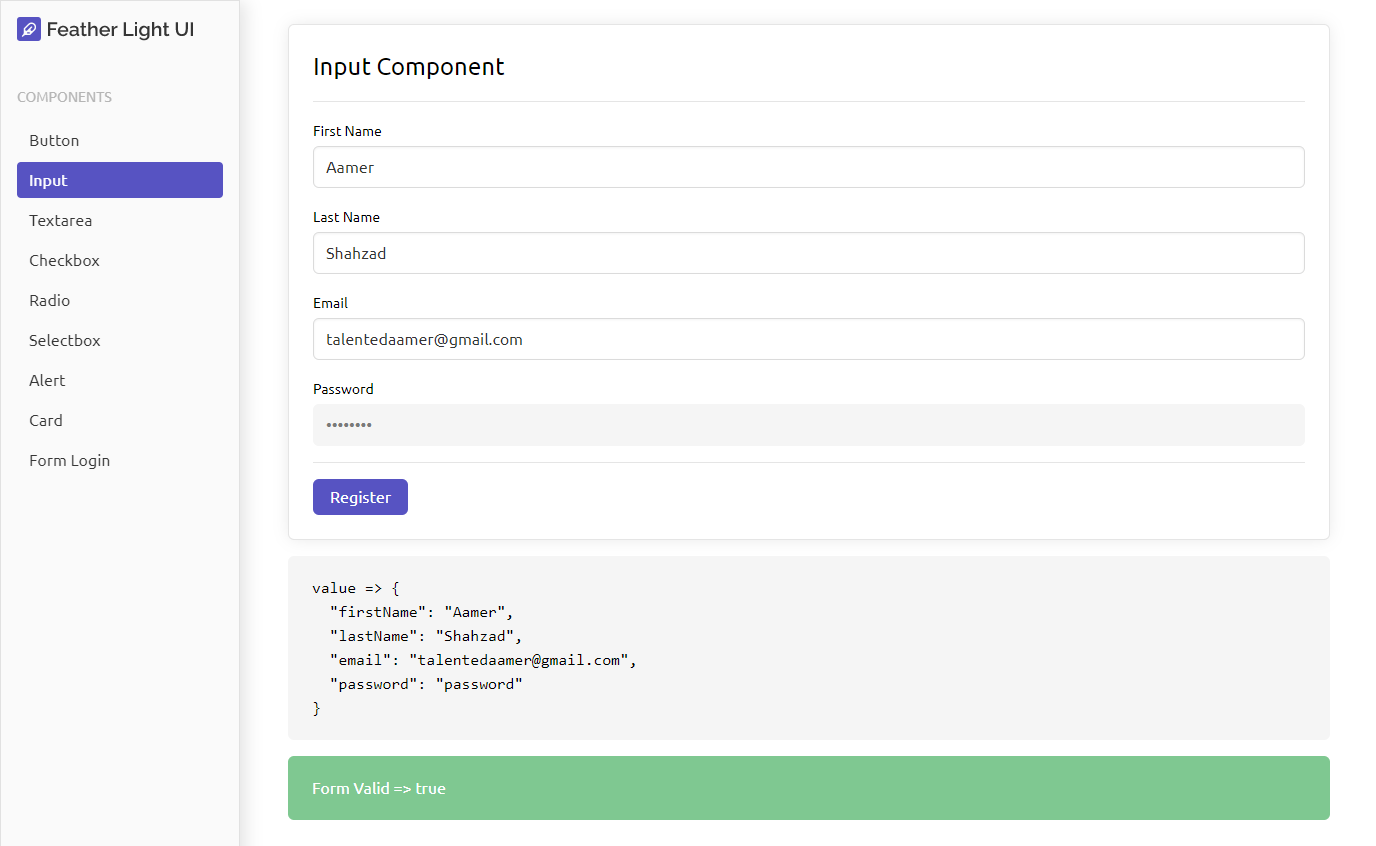 Feather Light UI
COMPONENTS
Button
Input
Textarea
Checkbox
Radio
Selectbox
Alert
Card
Form Login
Input Component
First Name
Aamer
Last Name
Shahzad
Email
talentedaamer@gmail.com
Password
••••••••
Register
value => {
  "firstName": "Aamer",
  "lastName": "Shahzad",
  "email": "talentedaamer@gmail.com",
  "password": "password"
}
Form Valid => true